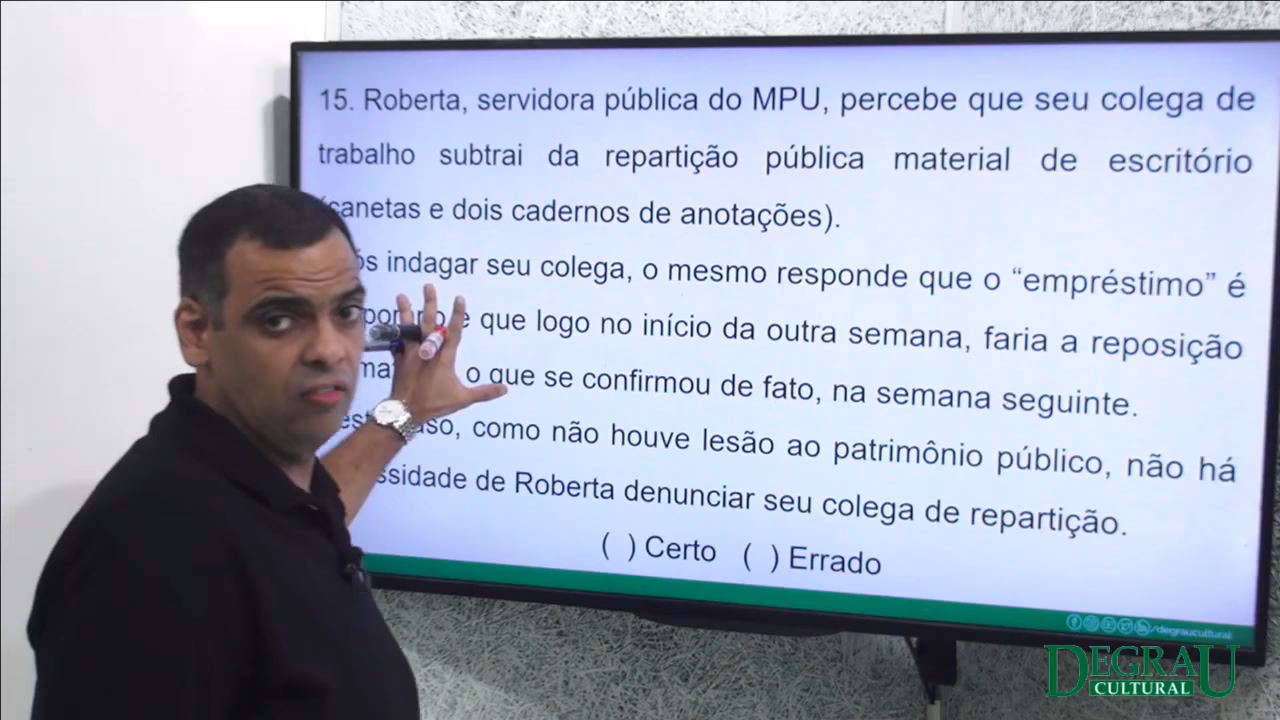 15. Roberta, servidora pública do MPU, percebe que seu colega de
trabalho subtrai da repartição pública material de escritório
canetas e dois cadernos de anotações).
indagar seu colega, o mesmo responde que o “empréstimo” é
e que logo no início da outra semana, faria a reposição
o que se confirmou de fato, na semana seguinte.
como não houve lesão ao patrimônio público, não há
de Roberta denunciar seu colega de repartição.
( ) Certo ( ) Errado
/degraucultural
DEGRAU
CULTURAL